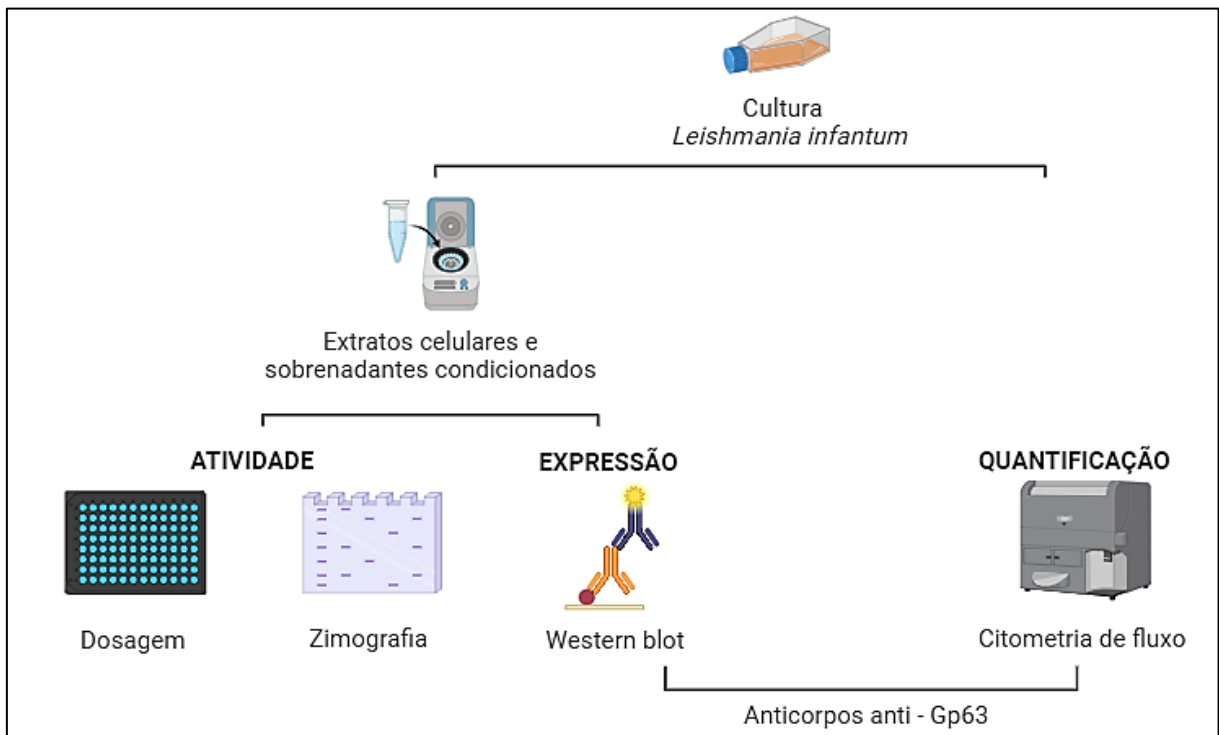 Cultura
Leishmania infantum
Extratos celulares e
sobrenadantes condicionados
ATIVIDADE
EXPRESSÃO
QUANTIFICAÇÃO
Dosagem
Zimografia
Western blot
Citometria de fluxo
Anticorpos anti - Gp63